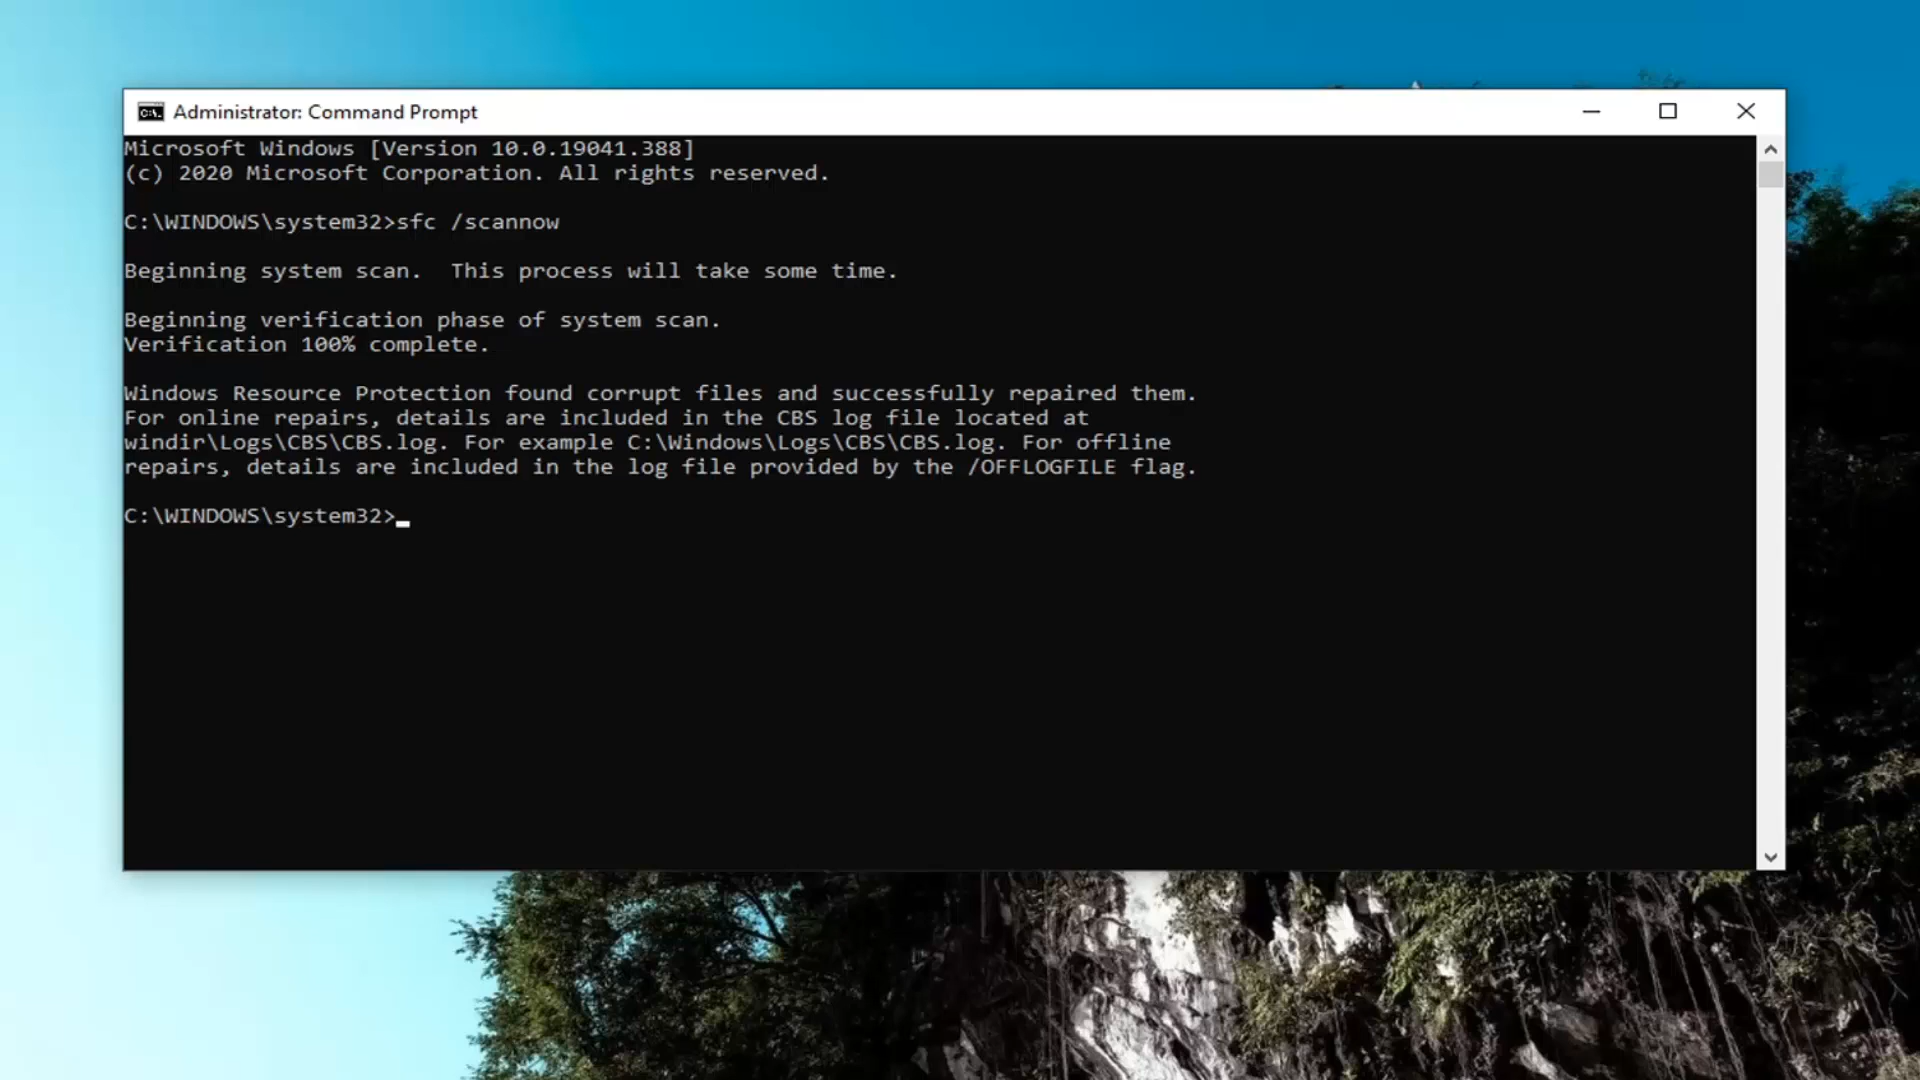 Administrator: Command Prompt
Microsoft Windows [Version 10.0.19041.388]
(c) 2020 Microsoft Corporation. All rights reserved.
C:\WINDOWS\system32>sfc /scannow
Beginning system scan.  This process will take some time.
Beginning verification phase of system scan.
Verification 100% complete.
Windows Resource Protection found corrupt files and successfully repaired them.
For online repairs, details are included in the CBS log file located at
windir\Logs\CBS\CBS.log. For example C:\Windows\Logs\CBS\CBS.log. For offline
repairs, details are included in the log file provided by the /OFFLOGFILE flag.
C:\WINDOWS\system32>